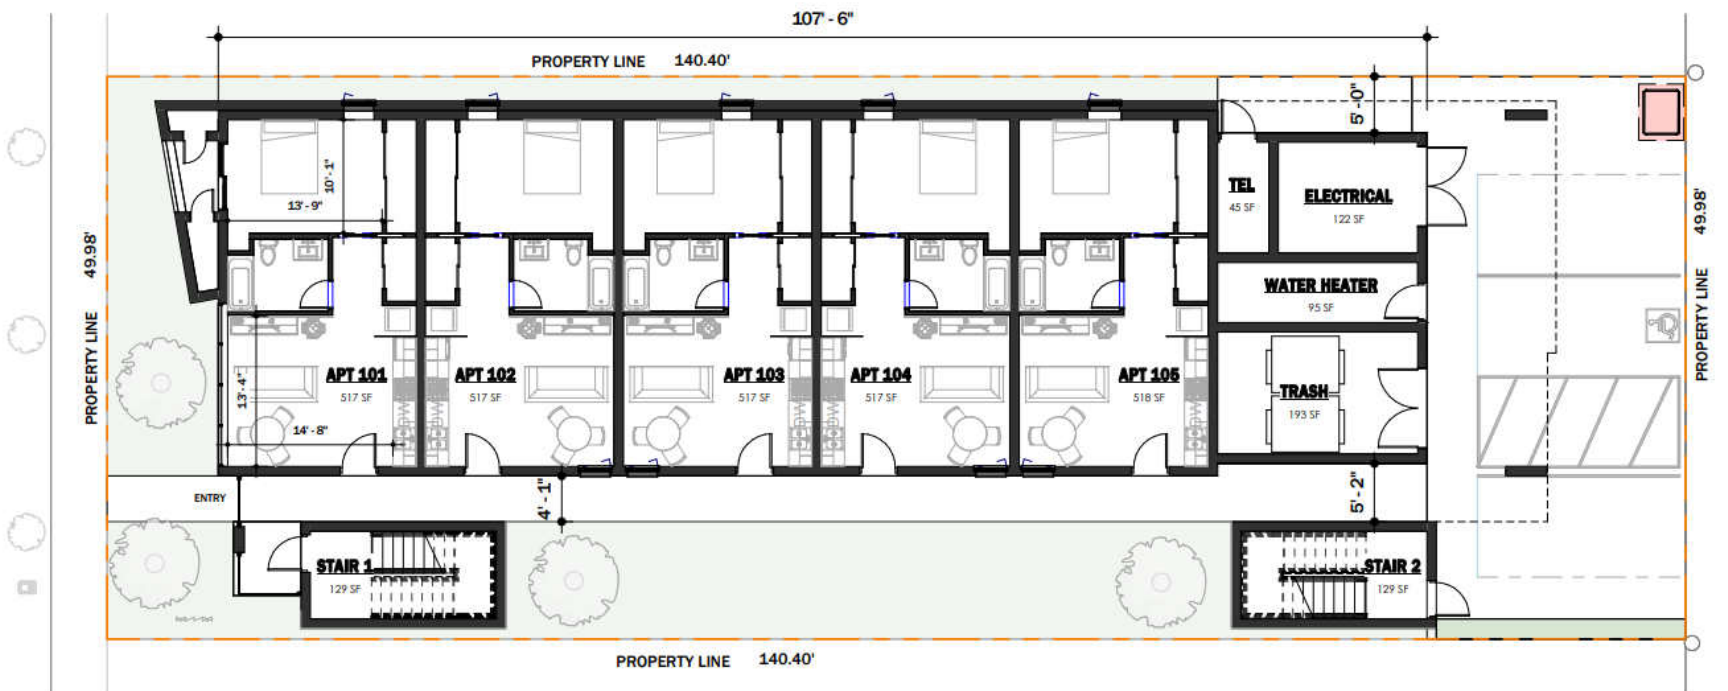 107' - 6"
PROPERTY LINE 140.40'
5' - 0"
10' - 1"
13' - 9"
TEL
45 SF
ELECTRICAL
122 SF
49.98'
PROPERTY LINE
49.98'
PROPERTY LINE
WATER HEATER
95 SF
APT 101
517 SF
APT 102
517 SF
APT 103
517 SF
APT 104
517 SF
APT 105
518 SF
TRASH
193 SF
13' - 4"
14' - 8"
ENTRY
4' - 1"
5' - 2"
STAIR 1
129 SF
STAIR 2
129 SF
PROPERTY LINE 140.40'